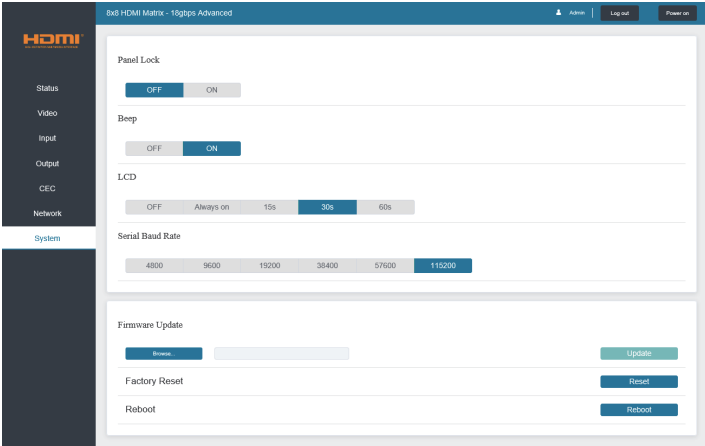 8x8 HDMI Matrix - 18gbps Advanced
Admin
Log out
Power on
HDMI
Status
Video
Input
Output
CEC
Network
System
Panel Lock
OFF ON
Beep
OFF ON
LCD
OFF Always on 15s 30s 60s
Serial Baud Rate
4800 9600 19200 38400 57600 115200
Firmware Update
Browse... Update
Factory Reset Reset
Reboot Reboot